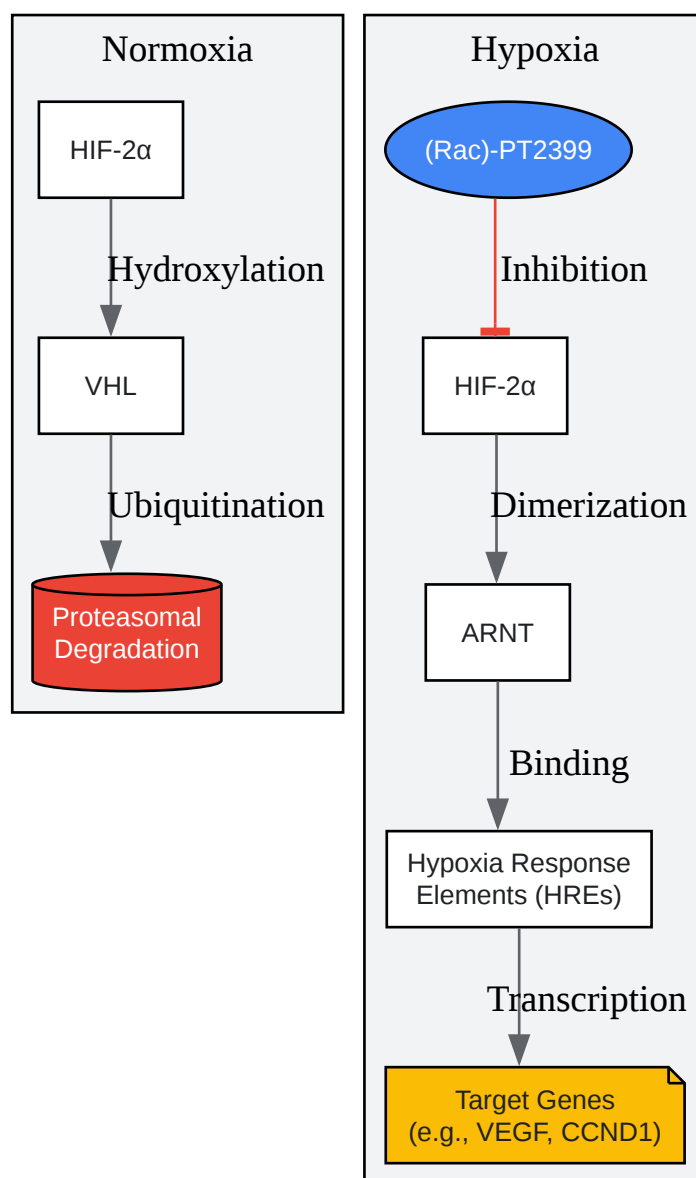 Normoxia
HIF-2α
Hydroxylation
VHL
Ubiquitination
Proteasomal
Degradation
Hypoxia
(Rac)-PT2399
Inhibition
HIF-2α
Dimerization
ARNT
Binding
Hypoxia Response
Elements (HREs)
Transcription
Target Genes
(e.g., VEGF, CCND1)